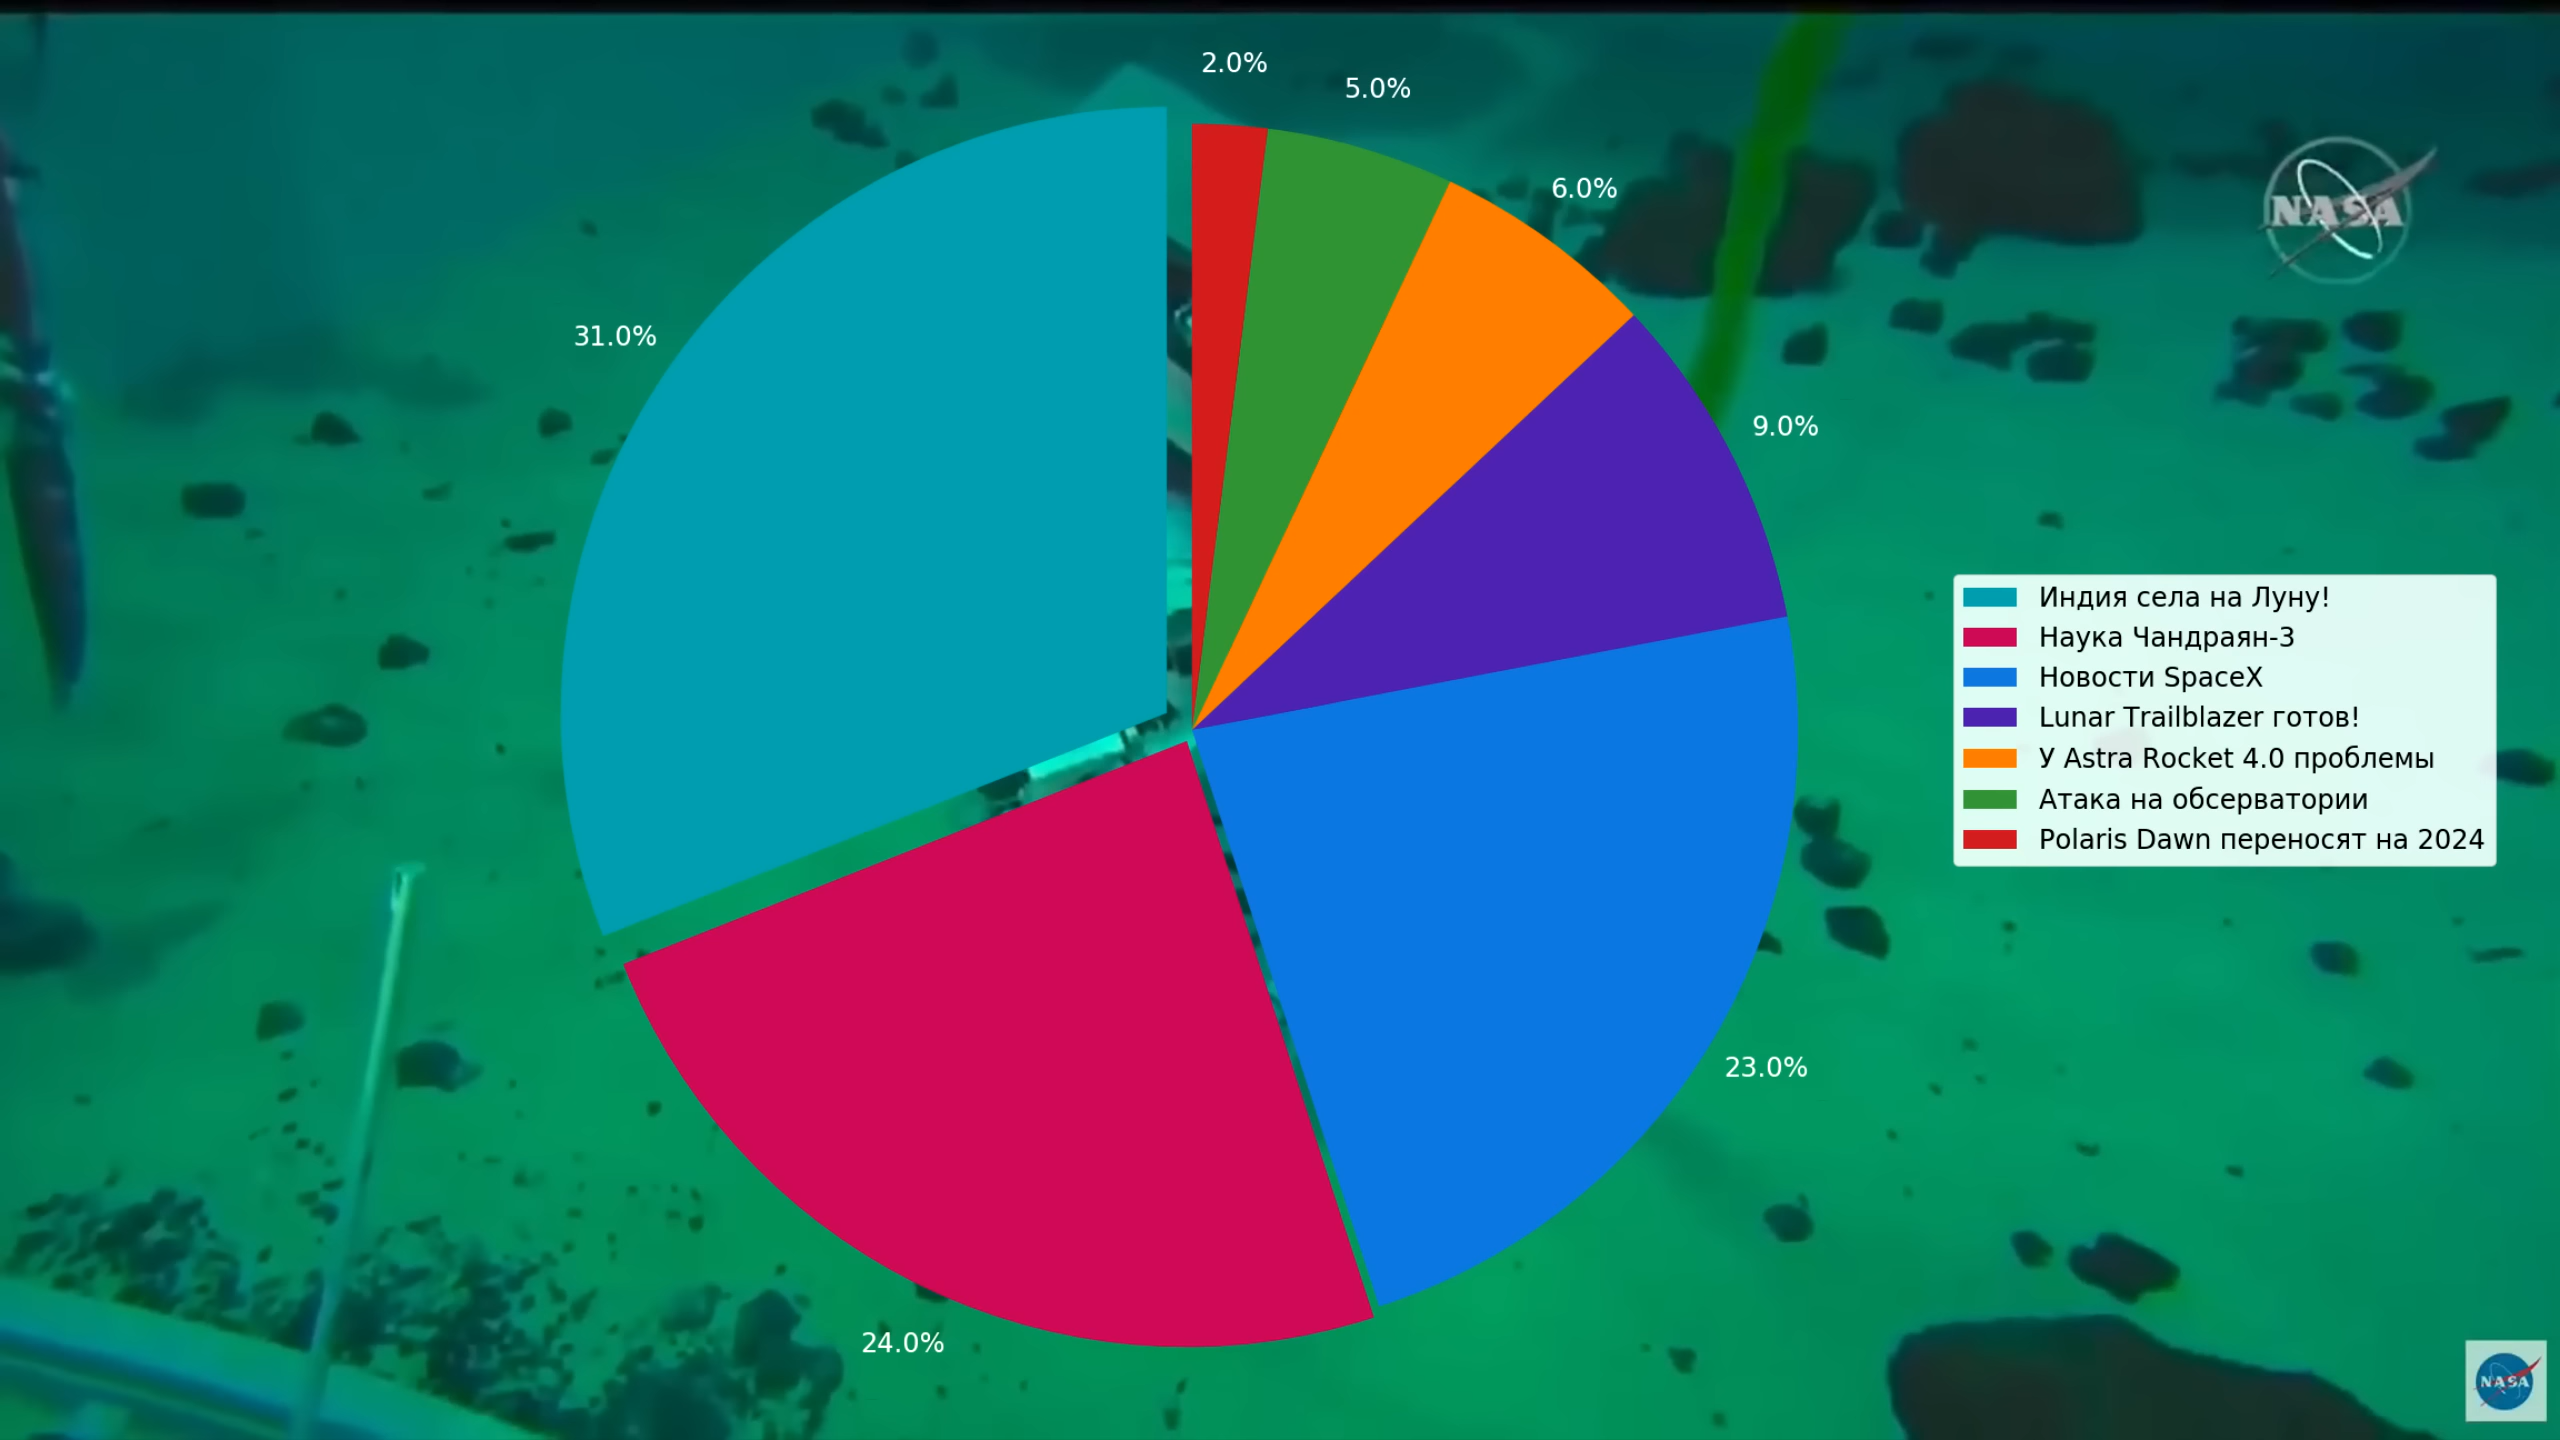 2.0%
5.0%
6.0%
NASA
31.0%
9.0%
Индия села на Луну!
Наука Чандраян-3
Новости SpaceX
Lunar Trailblazer готов!
У Astra Rocket 4.0 проблемы
Атака на обсерватории
Polaris Dawn переносят на 2024
23.0%
24.0%
NASA